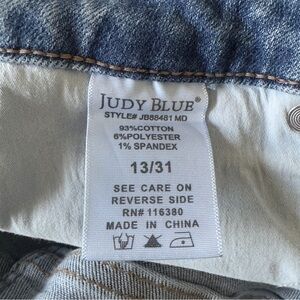 JUDY BLUE®
STYLE# JB88481 MD
93%COTTON
6%POLYESTER
1% SPANDEX
13/31
SEE CARE ON
REVERSE SIDE
RN# 116380
MADE IN CHINA